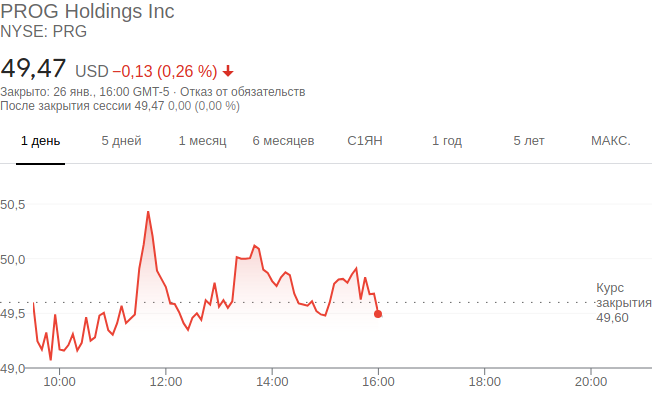 PROG Holdings Inc
NYSE: PRG
49,47 USD −0,13 (0,26 %)
Закрыто: 26 янв., 16:00 GMT-5 · Отказ от обязательств
После закрытия сессии 49,47 0,00 (0,00 %)
1 день 5 дней 1 месяц 6 месяцев С1ЯН 1 год 5 лет МАКС.
50,5
50,0
Курс
закрытия
49,60
49,5
49,0
10:00 12:00 14:00 16:00 18:00 20:00